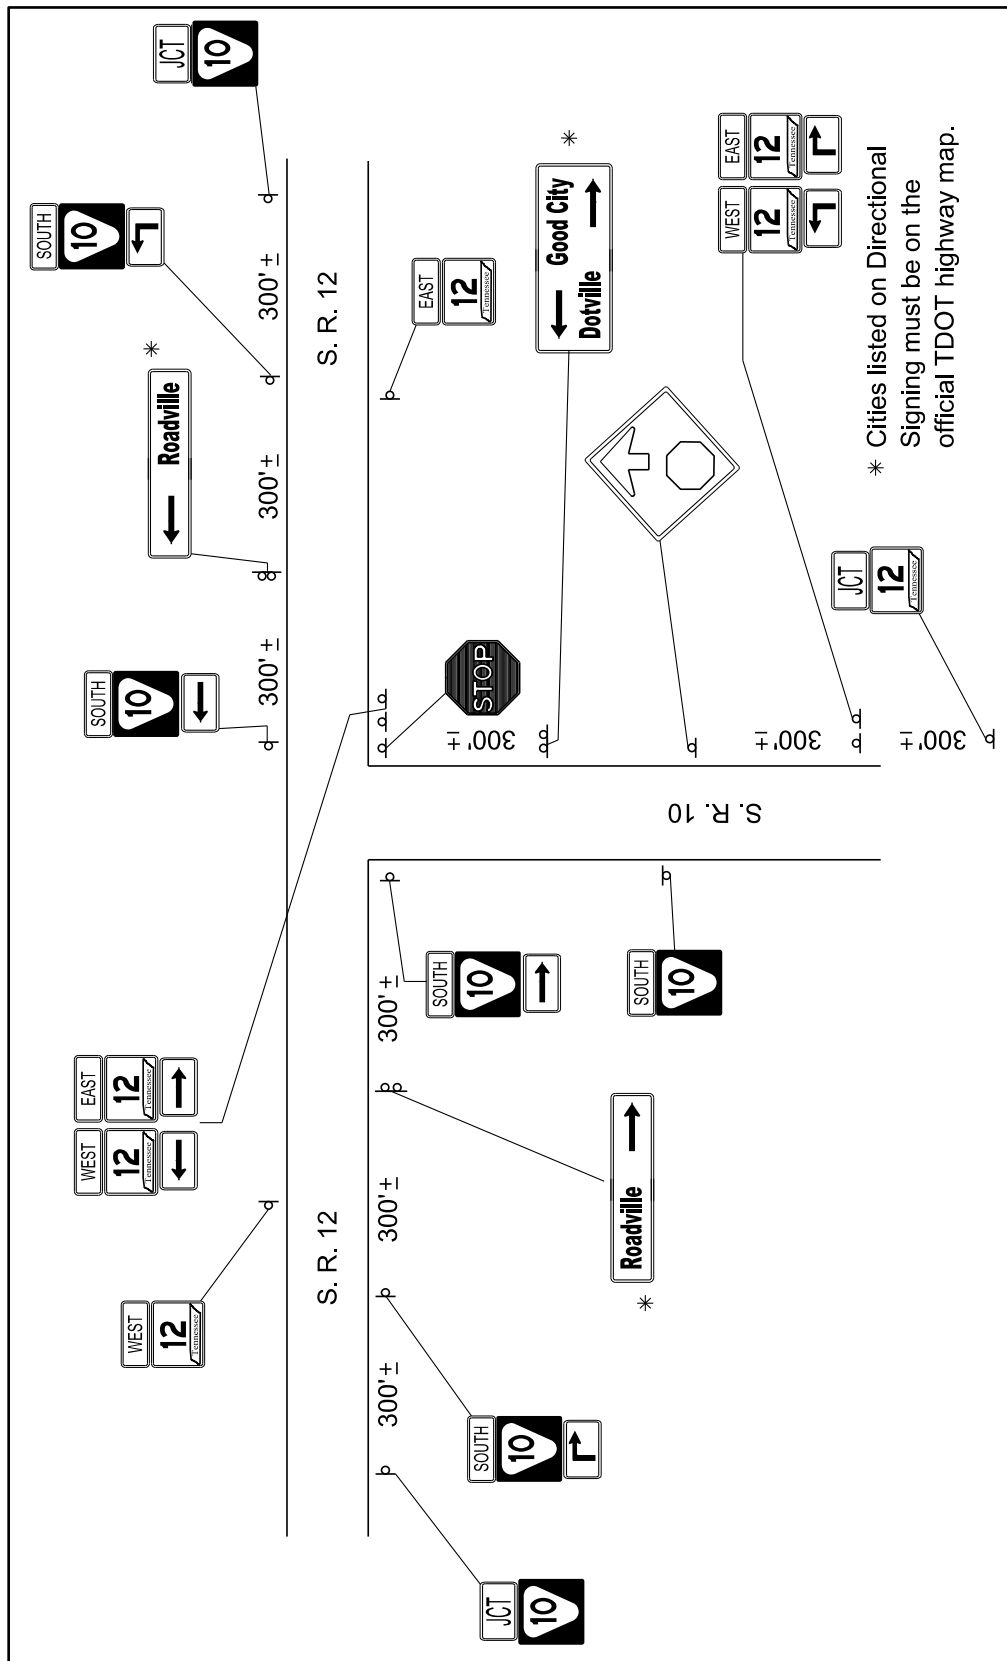 SOUTH
10
WEST
12
Tennessee
EAST
12
Tennessee
SOUTH
10
WEST
12
Tennessee
Roadville
*
JCT
10
300'±
300'±
300'±
S. R. 12
S. R. 12
300'±
300'±
300'±
SOUTH
10
EAST
12
Tennessee
STOP
300'±
JCT
10
SOUTH
10
Dotville
Good City
*
Roadville
*
SOUTH
10
S. R. 10
WEST
12
Tennessee
EAST
12
Tennessee
300'±
JCT
12
Tennessee
300'±
* Cities listed on Directional
Signing must be on the
official TDOT highway map.